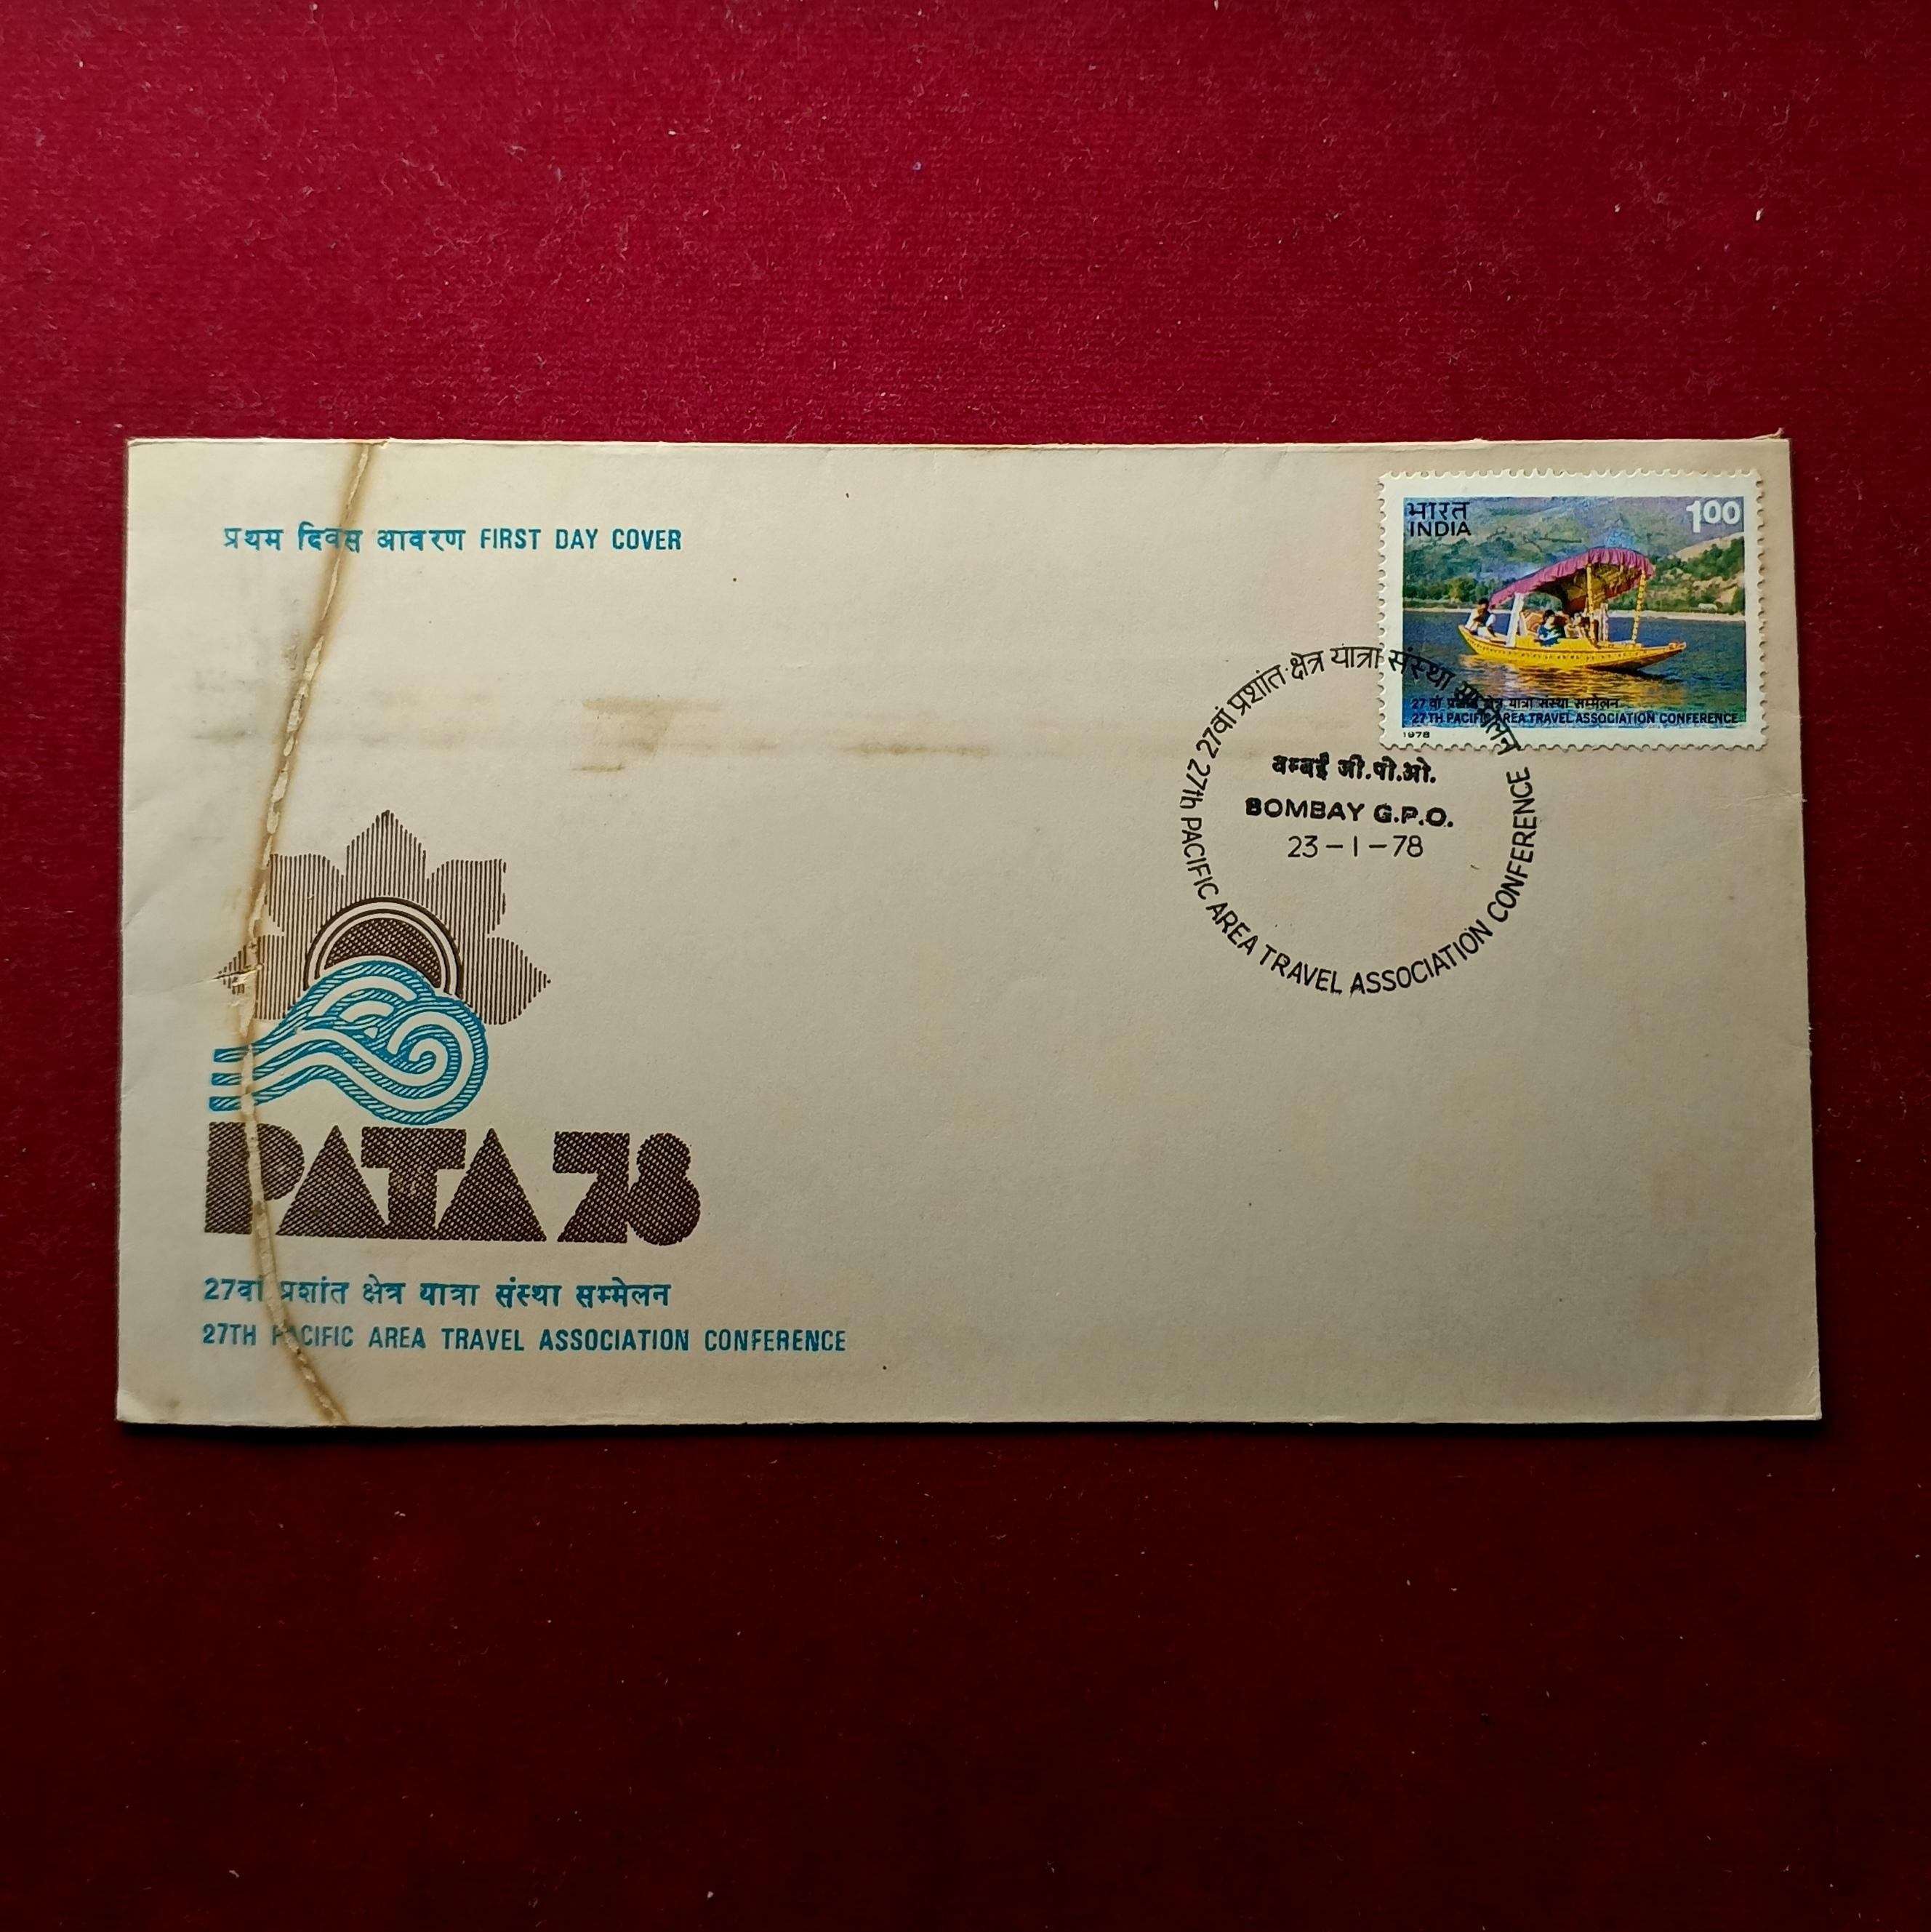 प्रथम दिवस आवरण FIRST DAY COVER
भारत
INDIA
1.00
27 वां प्रशांत क्षेत्र यात्रा संस्था सम्मेलन
27TH PACIFIC AREA TRAVEL ASSOCIATION CONFERENCE
1978
27वां प्रशांत क्षेत्र यात्रा संस्था सम्मेलन
बम्बई जी.पी.ओ.
BOMBAY G.P.O.
23-1-78
27th PACIFIC AREA TRAVEL ASSOCIATION CONFERENCE
PATA 78
27वां प्रशांत क्षेत्र यात्रा संस्था सम्मेलन
27TH PACIFIC AREA TRAVEL ASSOCIATION CONFERENCE